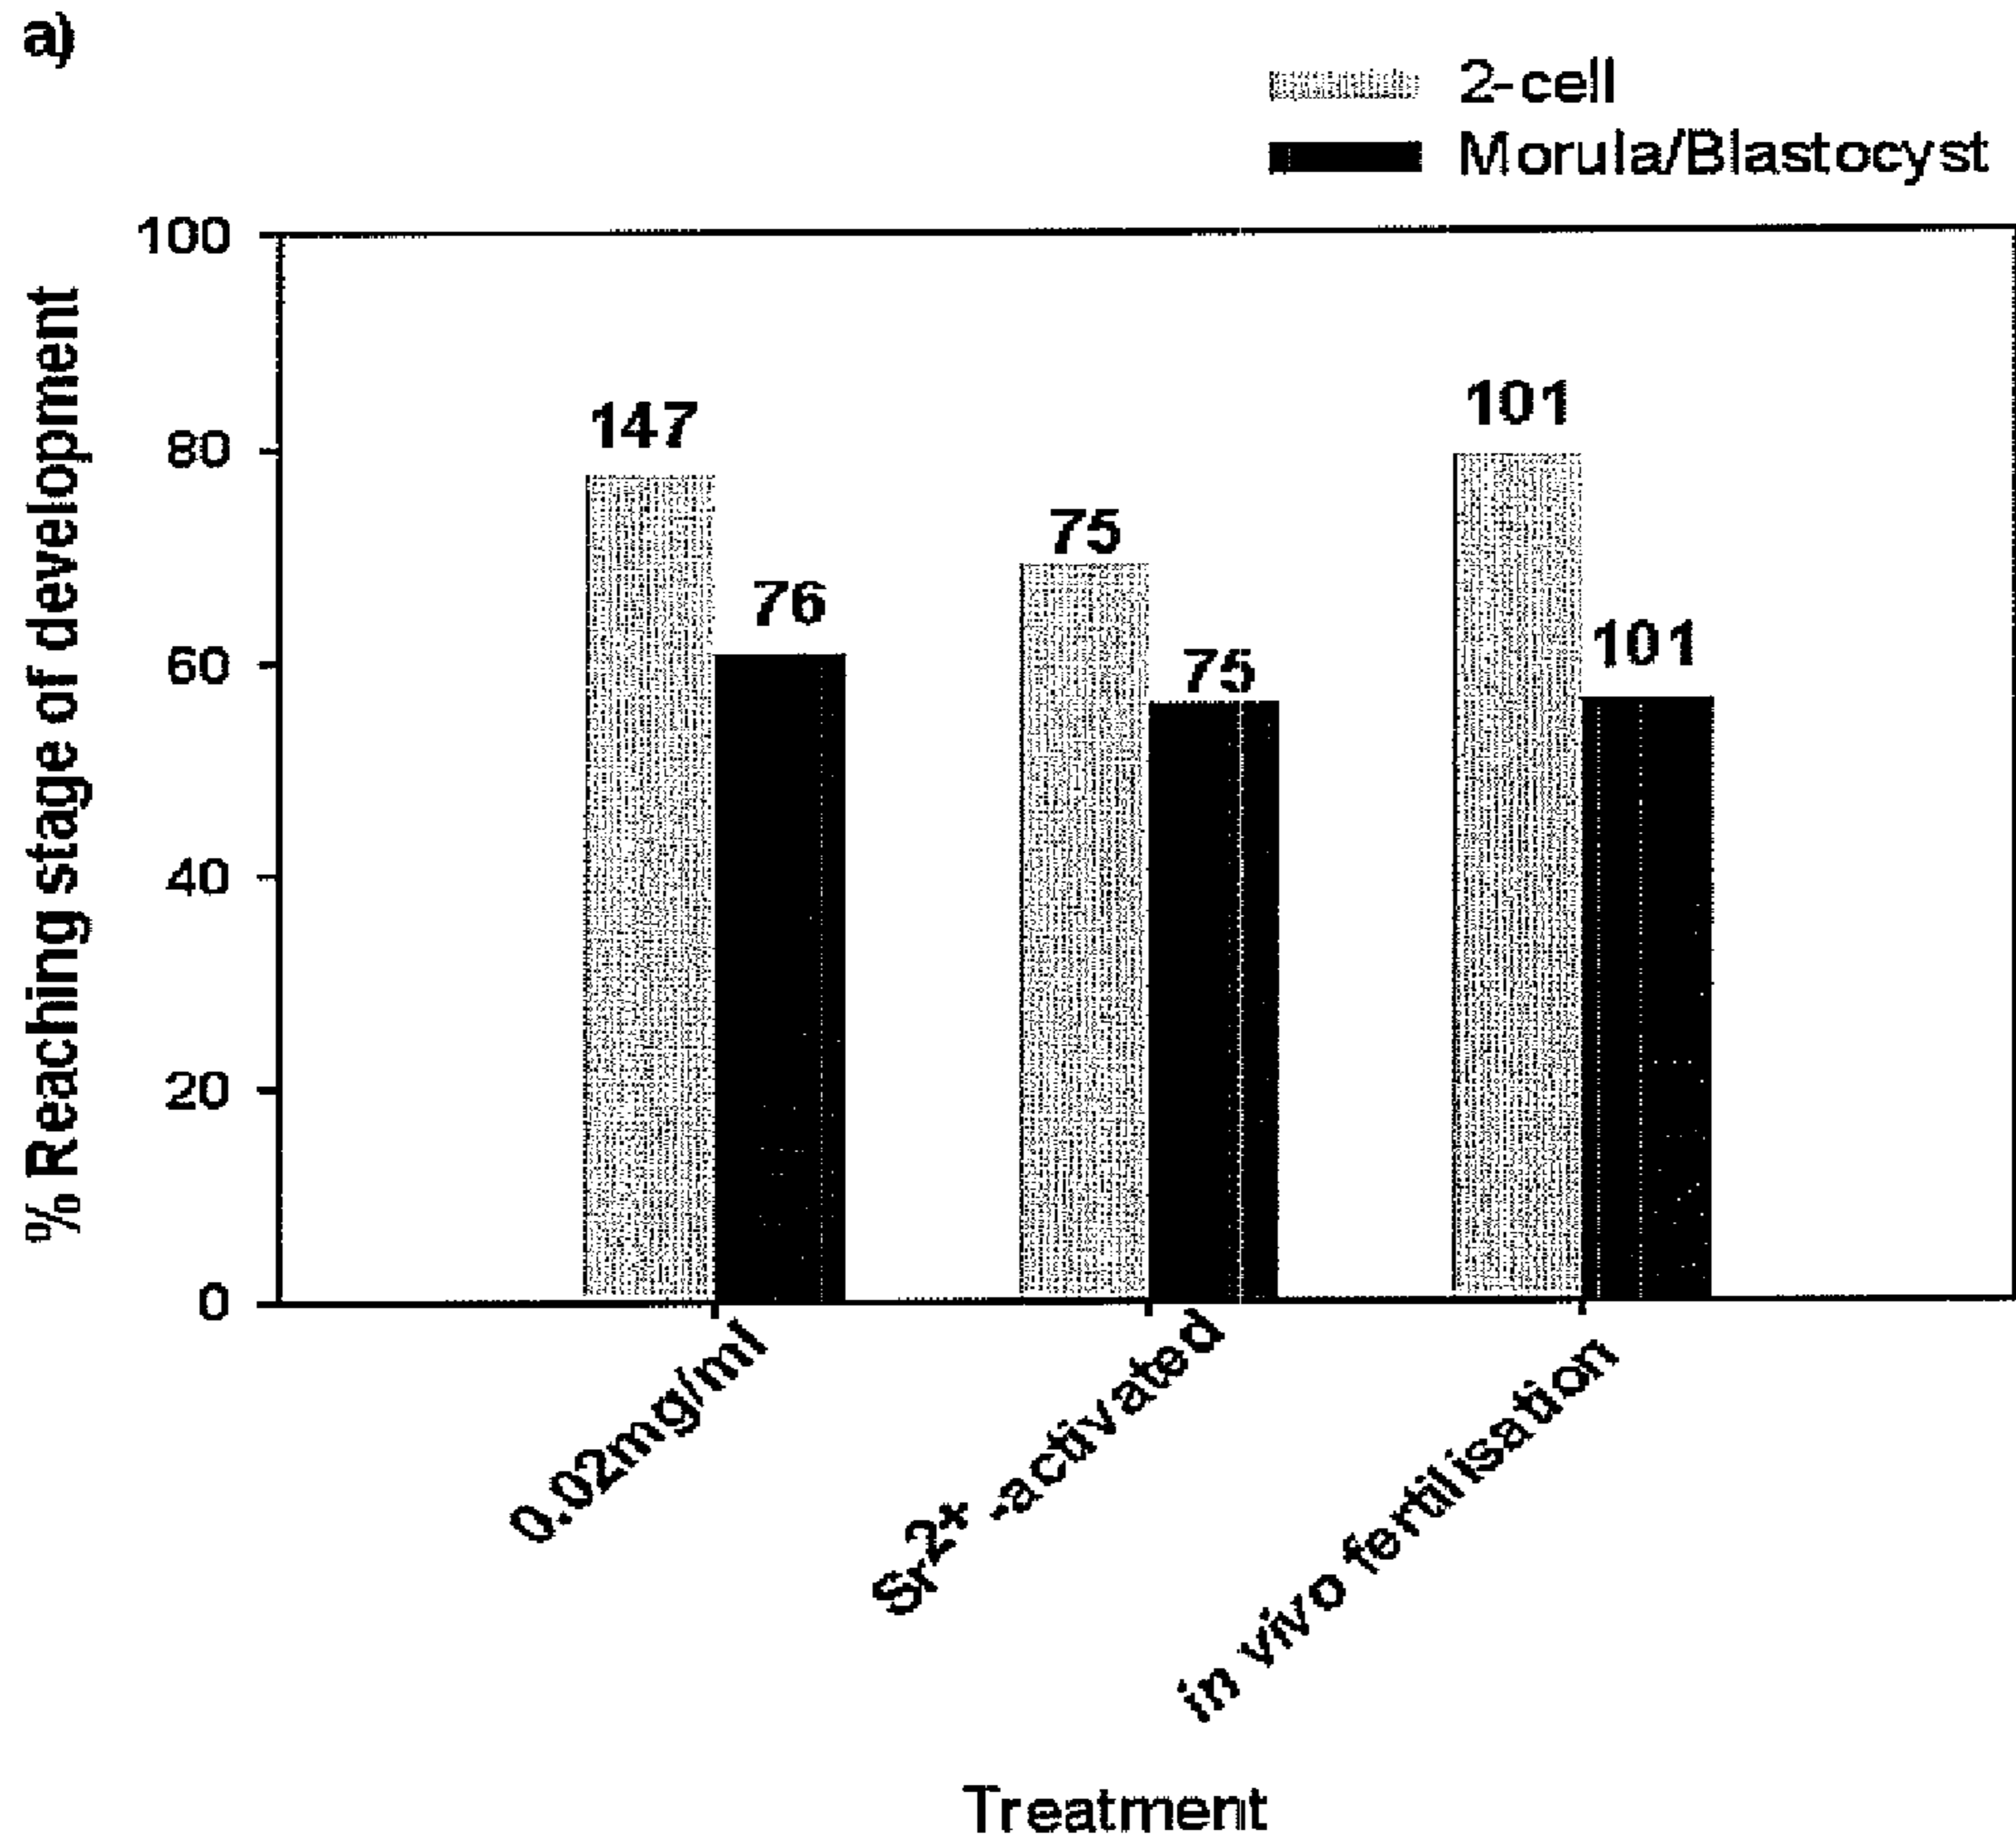 a)
2-cell
Morula/Blastocyst
100
80
60
40
20
0
% Reaching stage of development
147
76
75
75
101
101
0.02mg/ml
Sr2+ -activated
in vivo fertilisation
Treatment